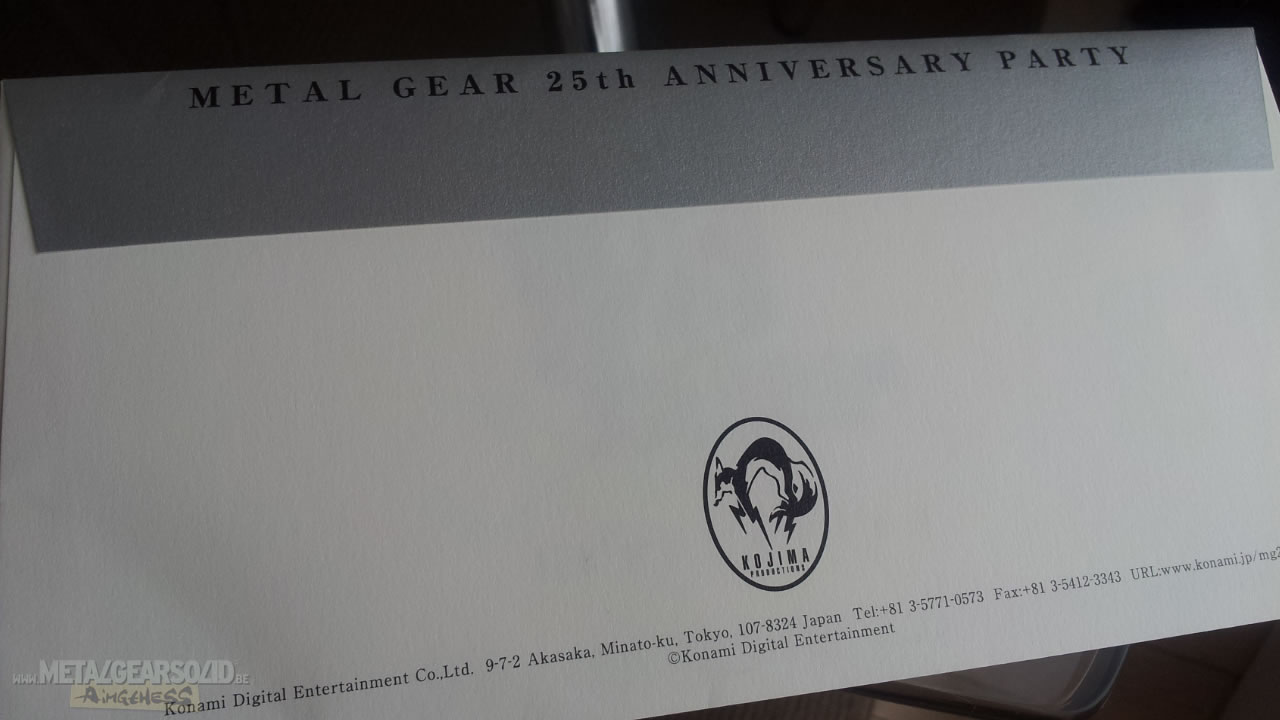 METAL GEAR 25th ANNIVERSARY PARTY
KOJIMA
PRODUCTIONS
Konami Digital Entertainment Co.,Ltd. 9-7-2 Akasaka, Minato-ku, Tokyo, 107-8324 Japan Tel:+81 3-5771-0573 Fax:+81 3-5412-3343 URL:www.konami.jp/mg2
©Konami Digital Entertainment
www.METALGEARSOLID.BE
AiMGEHESS